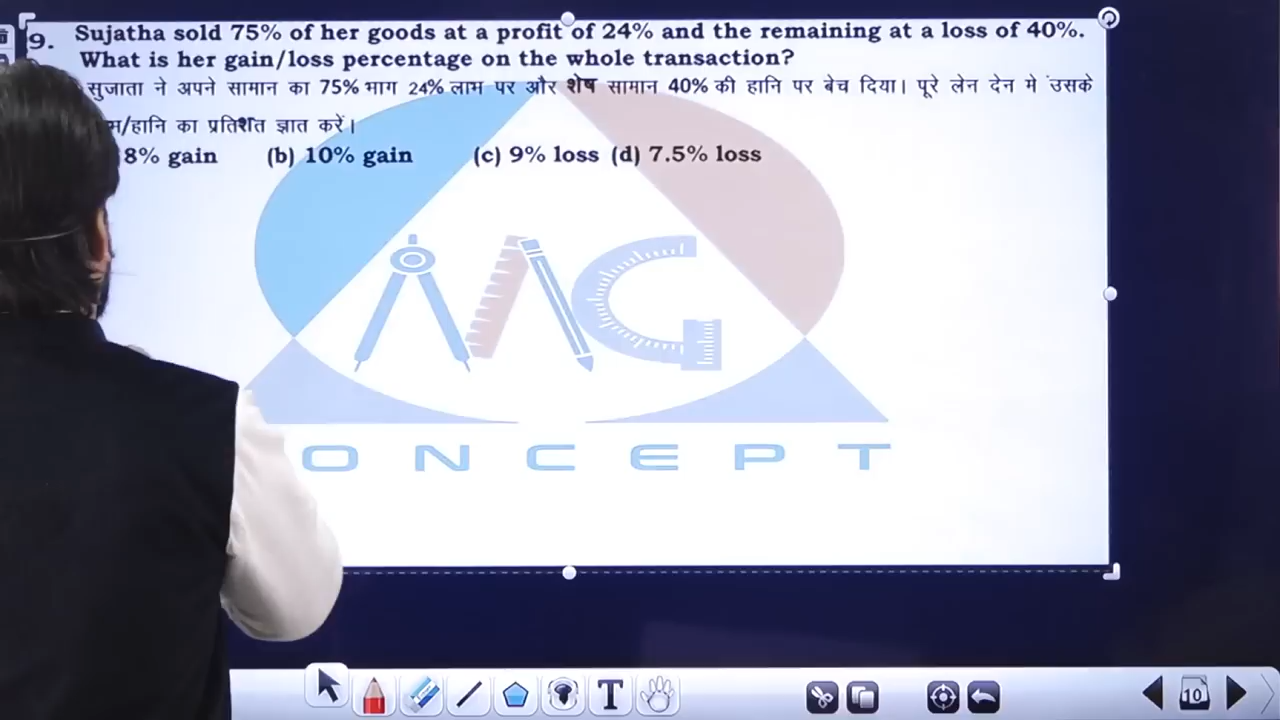 9. Sujatha sold 75% of her goods at a profit of 24% and the remaining at a loss of 40%.
What is her gain/loss percentage on the whole transaction?
सुजाता ने अपने सामान का 75% भाग 24% लाभ पर और शेष सामान 40% की हानि पर बेच दिया। पूरे लेन देन मे उसके
/हानि का प्रतिशत ज्ञात करें।
8% gain (b) 10% gain (c) 9% loss (d) 7.5% loss
ONCEPT
T
10